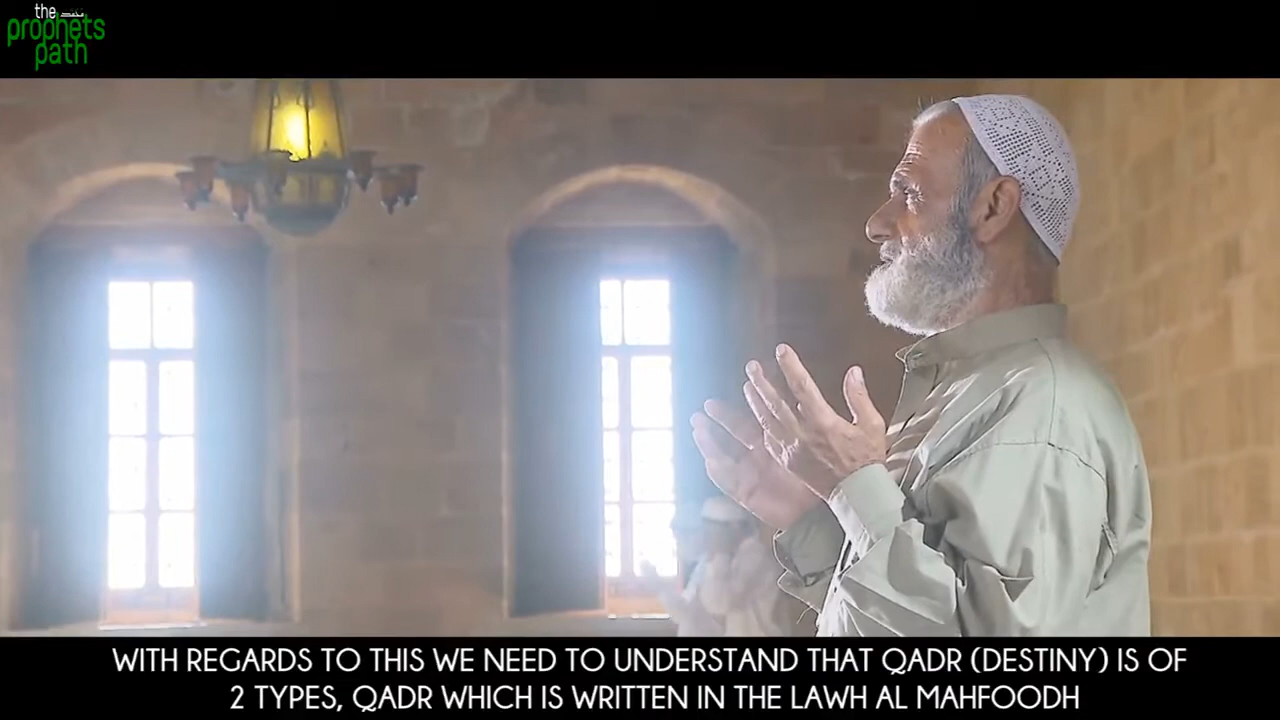 the
prophets
path
WITH REGARDS TO THIS WE NEED TO UNDERSTAND THAT QADR (DESTINY) IS OF
2 TYPES, QADR WHICH IS WRITTEN IN THE LAWH AL MAHFOODH